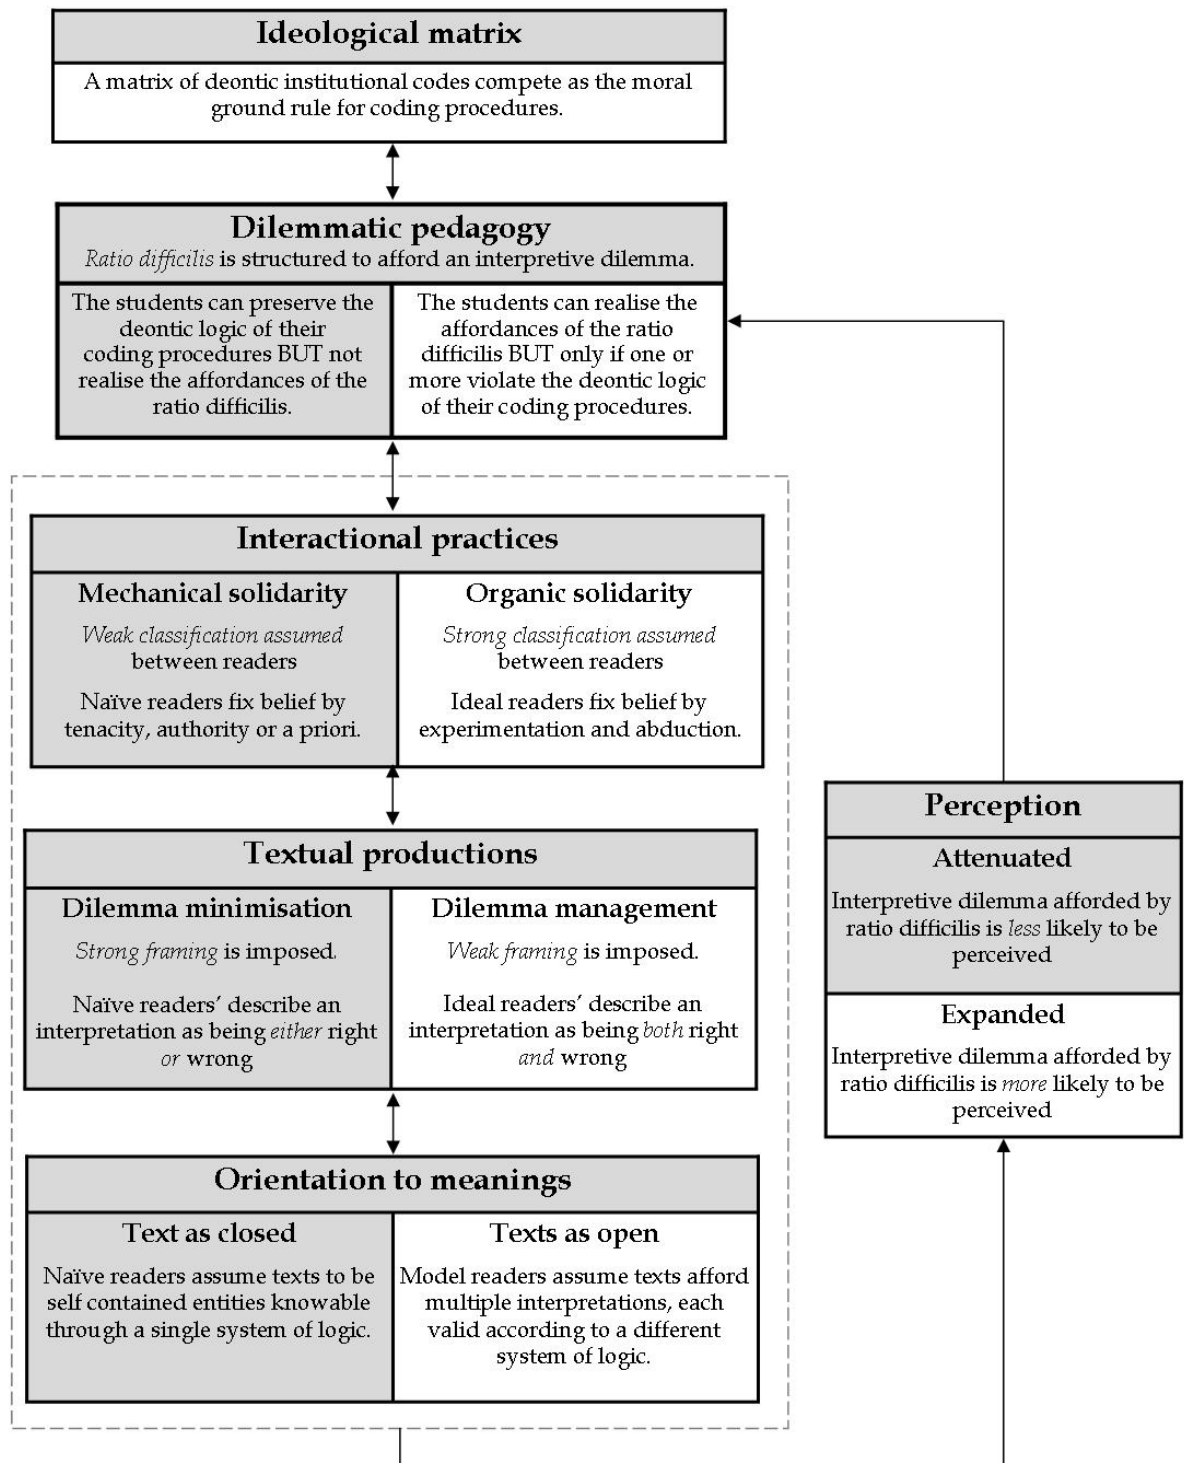 Ideological matrix
A matrix of deontic institutional codes compete as the moral
ground rule for coding procedures.
Dilemmatic pedagogy
Ratio difficilis is structured to afford an interpretive dilemma.
The students can preserve the
deontic logic of their
coding procedures BUT not
realise the affordances of the
ratio difficilis.
The students can realise the
affordances of the ratio
difficilis BUT only if one or
more violate the deontic logic
of their coding procedures.
Interactional practices
Mechanical solidarity
Weak classification assumed
between readers
Naïve readers fix belief by
tenacity, authority or a priori.
Organic solidarity
Strong classification assumed
between readers
Ideal readers fix belief by
experimentation and abduction.
Textual productions
Dilemma minimisation
Strong framing is imposed.
Naïve readers’ describe an
interpretation as being either right
or wrong
Dilemma management
Weak framing is imposed.
Ideal readers’ describe an
interpretation as being both right
and wrong
Orientation to meanings
Text as closed
Naïve readers assume texts to be
self contained entities knowable
through a single system of logic.
Texts as open
Model readers assume texts afford
multiple interpretations, each
valid according to a different
system of logic.
Perception
Attenuated
Interpretive dilemma afforded by
ratio difficilis is less likely to be
perceived
Expanded
Interpretive dilemma afforded by
ratio difficilis is more likely to be
perceived